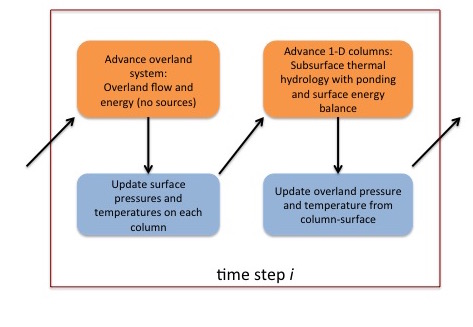 Advance overland
system:
Overland flow and
energy (no sources)
Update surface
pressures and
temperatures on each
column
Advance 1-D columns:
Subsurface thermal
hydrology with ponding
and surface energy
balance
Update overland pressure
and temperature from
column-surface
time step i